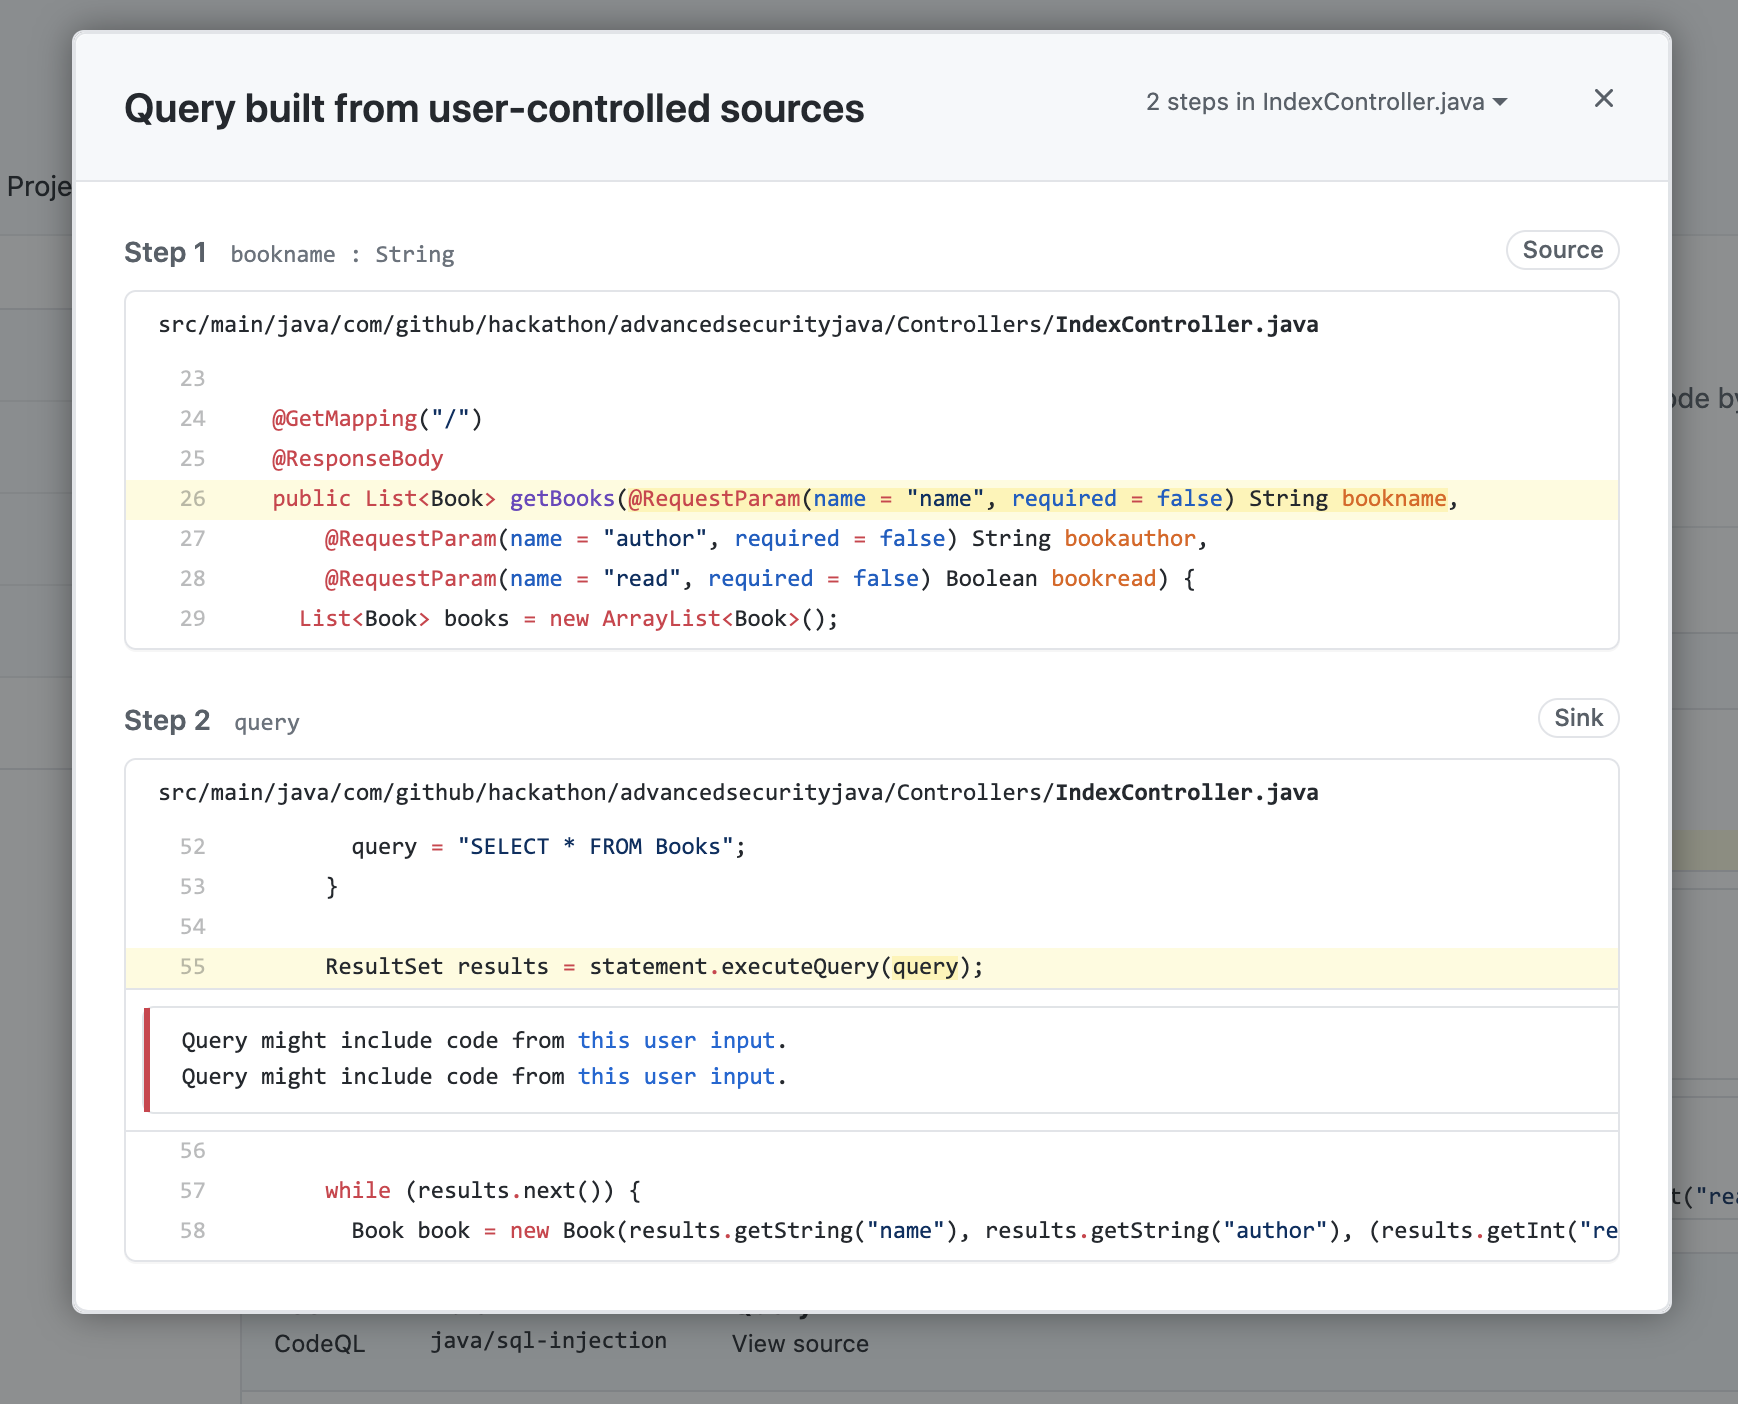 Query built from user-controlled sources
2 steps in IndexController.java
Proje
Step 1 bookname : String
Source
src/main/java/com/github/hackathon/advancedsecurityjava/Controllers/IndexController.java
23
24 @GetMapping("/")
25 @ResponseBody
ode by
26 public List<Book> getBooks(@RequestParam(name = "name", required = false) String bookname,
27 @RequestParam(name = "author", required = false) String bookauthor,
28 @RequestParam(name = "read", required = false) Boolean bookread) {
29 List<Book> books = new ArrayList<Book>();
Step 2 query
Sink
src/main/java/com/github/hackathon/advancedsecurityjava/Controllers/IndexController.java
52 query = "SELECT * FROM Books";
53 }
54
55 ResultSet results = statement.executeQuery(query);
Query might include code from this user input.
Query might include code from this user input.
56
57 while (results.next()) {
t("rea
58 Book book = new Book(results.getString("name"), results.getString("author"), (results.getInt("re
CodeQL java/sql-injection View source